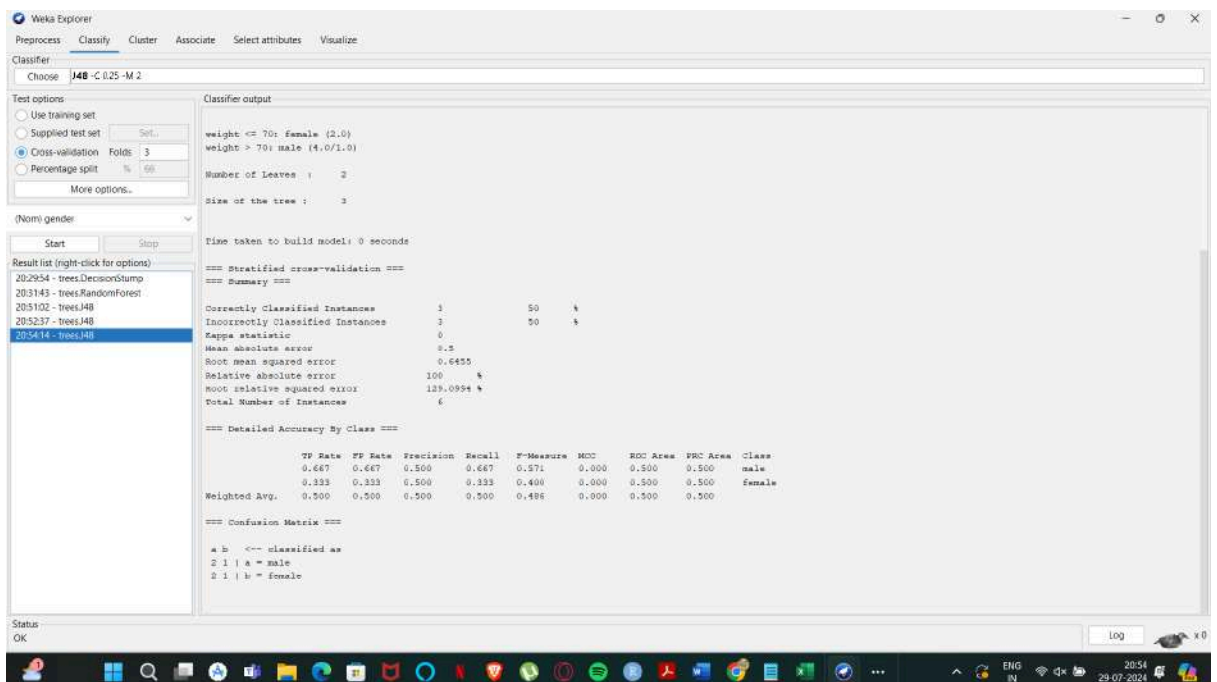 Weka Explorer
Preprocess Classify Cluster Associate Select attributes Visualize
Classifier
Choose J48 -C 0.25 -M 2
Test options
Use training set
Supplied test set Set...
Cross-validation Folds 3
Percentage split % 66
More options...
(Nom) gender
Start Stop
Result list (right-click for options)
20:29:54 - trees.DecisionStump
20:31:43 - trees.RandomForest
20:51:02 - trees.J48
20:52:37 - trees.J48
20:54:14 - trees.J48
Classifier output
weight <= 70: female (2.0)
weight > 70: male (4.0/1.0)
Number of Leaves : 2
Size of the tree : 3
Time taken to build model: 0 seconds
=== Stratified cross-validation ===
=== Summary ===
Correctly Classified Instances 3 50 %
Incorrectly Classified Instances 3 50 %
Kappa statistic 0
Mean absolute error 0.5
Root mean squared error 0.6455
Relative absolute error 100 %
Root relative squared error 129.0994 %
Total Number of Instances 6
=== Detailed Accuracy By Class ===
TP Rate FP Rate Precision Recall F-Measure MCC ROC Area PRC Area Class
0.667 0.667 0.500 0.667 0.571 0.000 0.500 0.500 male
0.333 0.333 0.500 0.333 0.400 0.000 0.500 0.500 female
Weighted Avg. 0.500 0.500 0.500 0.500 0.486 0.000 0.500 0.500
=== Confusion Matrix ===
a b <-- classified as
2 1 | a = male
2 1 | b = female
Status
OK
Log x 0
ENG
IN
20:54
29-07-2024